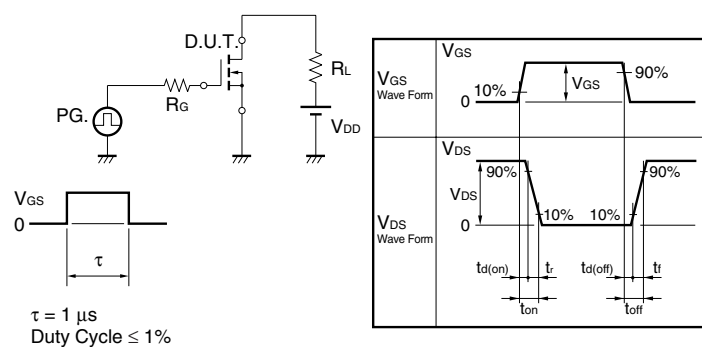 D.U.T.
RL
RG
PG.
VDD
VGS
0
τ
τ = 1 μs
Duty Cycle ≤ 1%
VGS
Wave Form
VGS
10%
0
VGS
90%
VDS
Wave Form
VDS
90%
VDS
0
10%
10%
90%
td(on)
tr
td(off)
tf
ton
toff